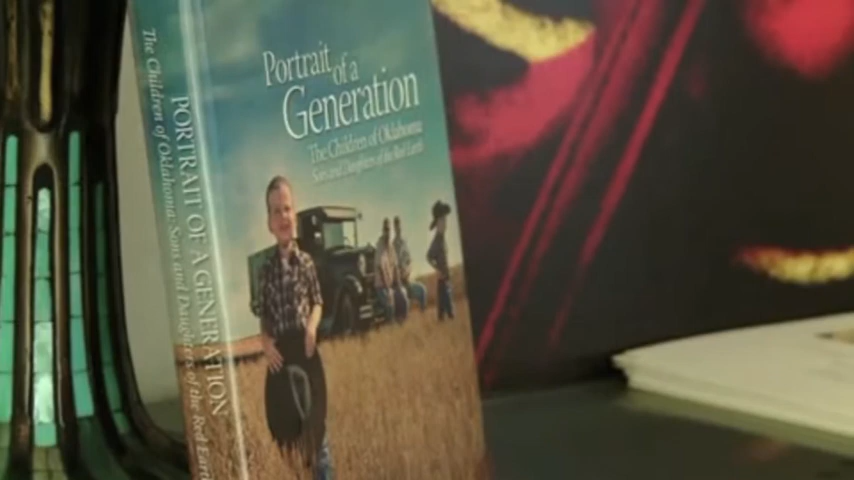 Portrait
of a
Generation
The Children of Oklahoma
Sons and Daughters of the Red Earth
PORTRAIT OF A GENERATION
The Children of Oklahoma: Sons and Daughters of the Red Earth